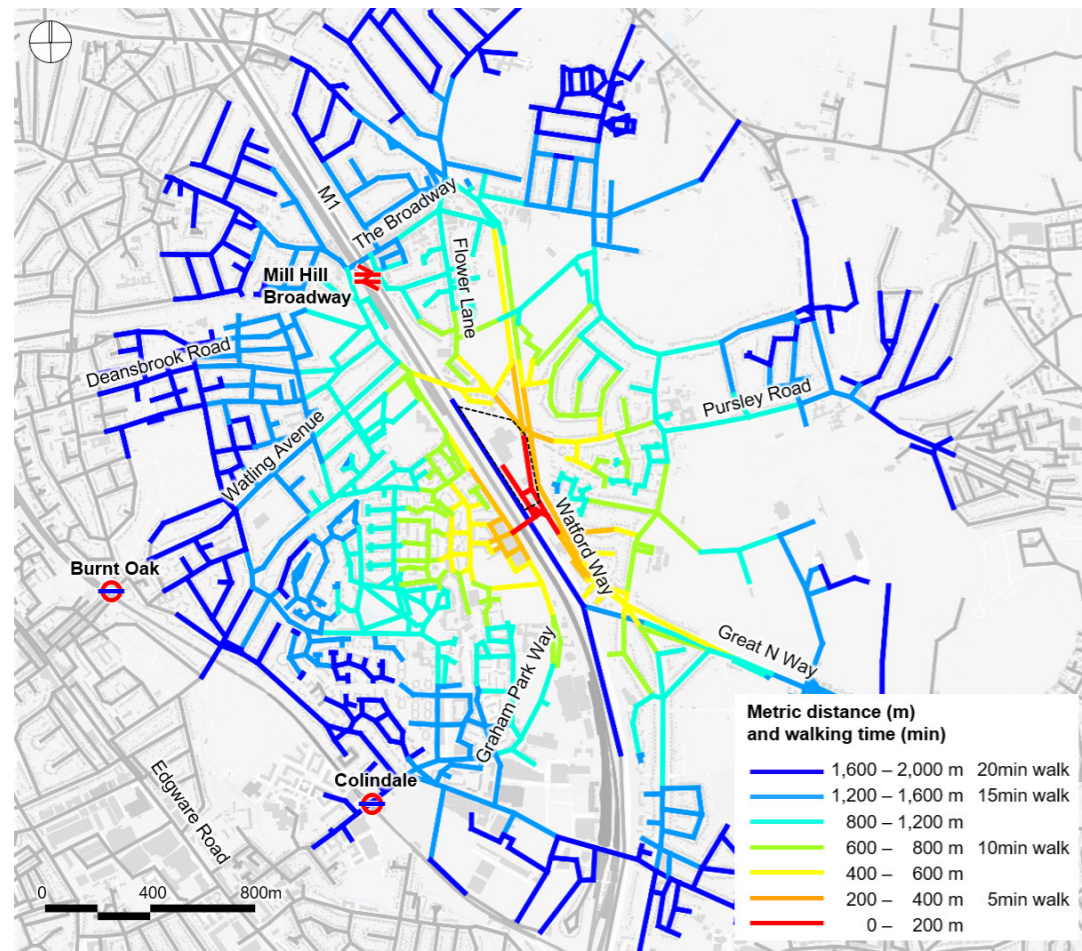 M1
The Broadway
Flower Lane
Mill Hill
Broadway
Deansbrook Road
Pursley Road
Watling Avenue
Watford Way
Burnt Oak
Great N Way
Graham Park Way
Edgware Road
Colindale
0 400 800m
Metric distance (m)
and walking time (min)
1,600 – 2,000 m 20min walk
1,200 – 1,600 m 15min walk
800 – 1,200 m
600 – 800 m 10min walk
400 – 600 m
200 – 400 m 5min walk
0 – 200 m